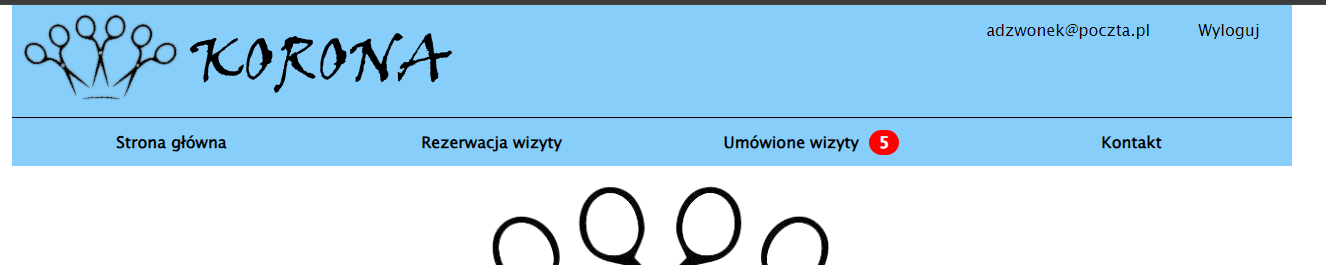 KORONA
adzwonek@poczta.pl Wyloguj
Strona główna Rezerwacja wizyty Umówione wizyty 5 Kontakt